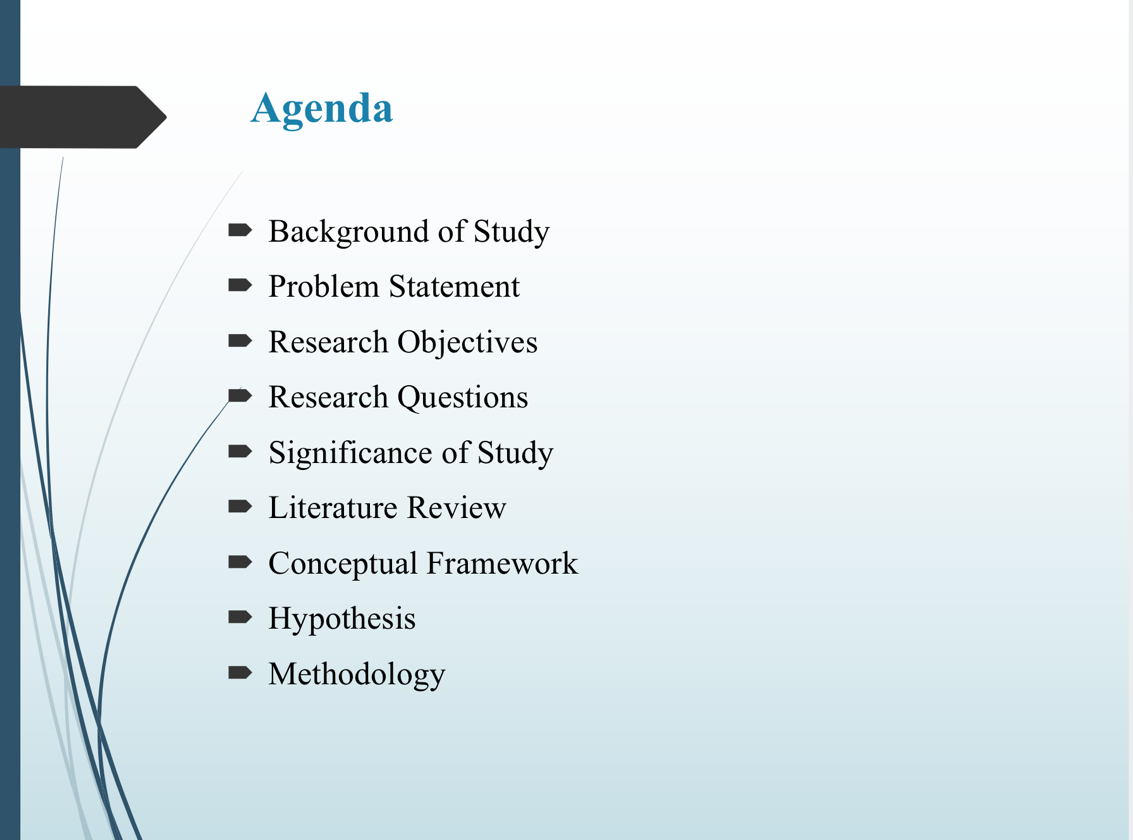 Agenda
Background of Study
Problem Statement
Research Objectives
Research Questions
Significance of Study
Literature Review
Conceptual Framework
Hypothesis
Methodology